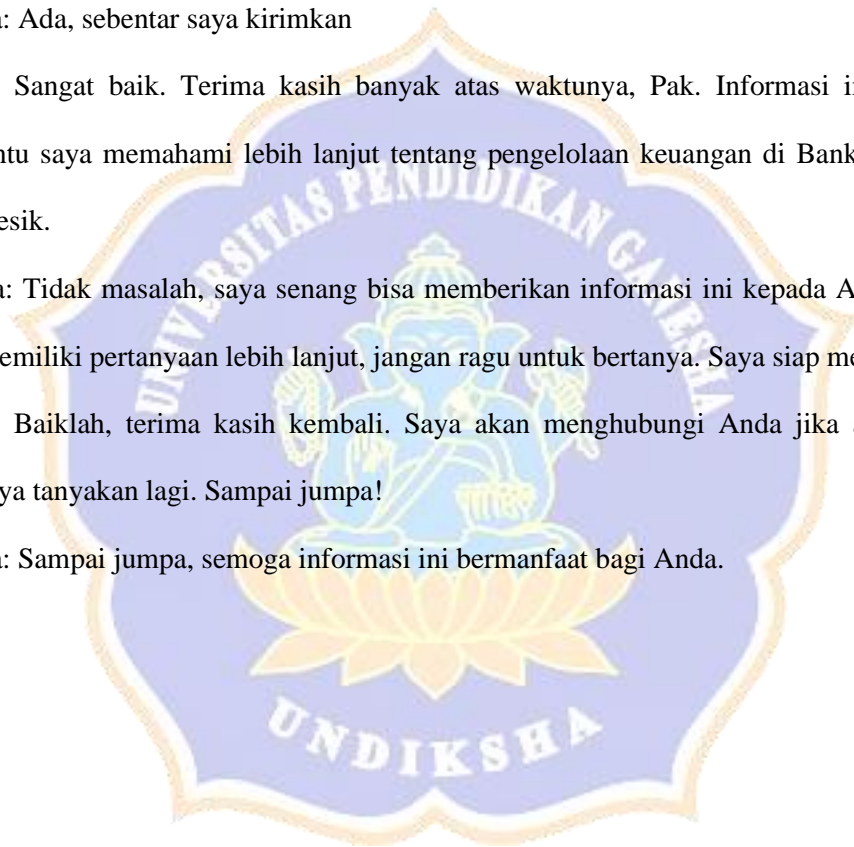 a: Ada, sebentar saya kirimkan
Sangat baik. Terima kasih banyak atas waktunya, Pak. Informasi in
ntu saya memahami lebih lanjut tentang pengelolaan keuangan di Bank
esik.
a: Tidak masalah, saya senang bisa memberikan informasi ini kepada A
emiliki pertanyaan lebih lanjut, jangan ragu untuk bertanya. Saya siap me
Baiklah, terima kasih kembali. Saya akan menghubungi Anda jika
ya tanyakan lagi. Sampai jumpa!
a: Sampai jumpa, semoga informasi ini bermanfaat bagi Anda.
UNIVERSITAS PENDIDIKAN GANESHA
UNDIKSHA